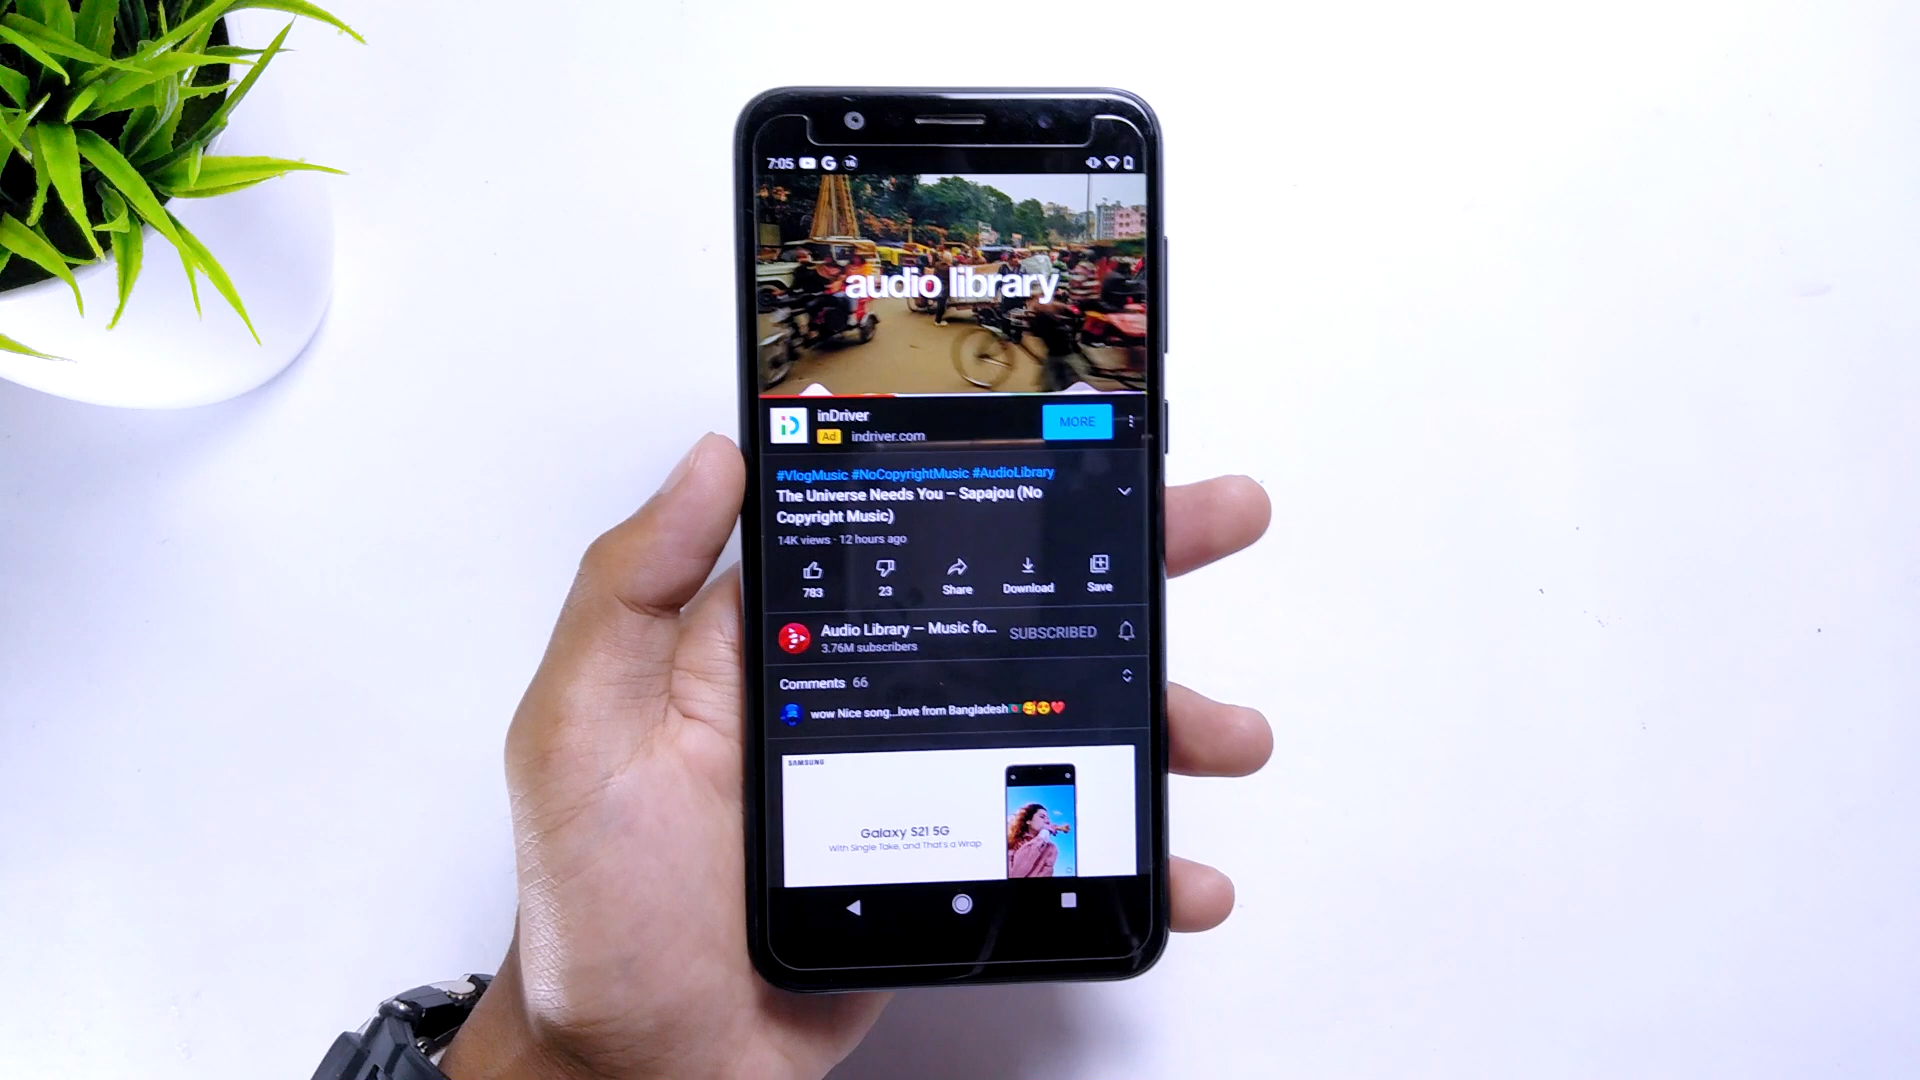 7:05
audio library
inDriver
Ad indriver.com
MORE
#VlogMusic #NoCopyrightMusic #AudioLibrary
The Universe Needs You – Sapajou (No
Copyright Music)
14K views · 12 hours ago
783
23
Share
Download
Save
Audio Library — Music fo...
3.76M subscribers
SUBSCRIBED
Comments 66
wow Nice song...love from Bangladesh🇧🇩🥰😍❤️
SAMSUNG
Galaxy S21 5G
With Single Take, and That's a Wrap